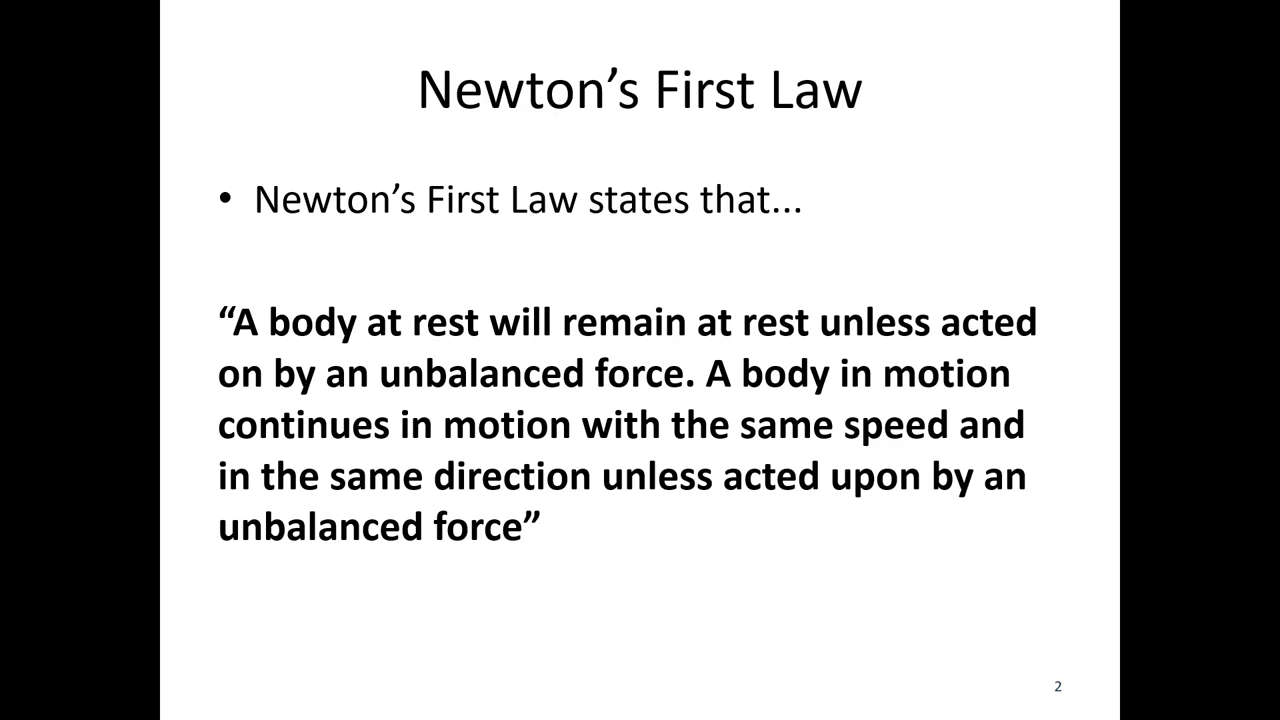 Newton’s First Law
• Newton’s First Law states that...
“A body at rest will remain at rest unless acted
on by an unbalanced force. A body in motion
continues in motion with the same speed and
in the same direction unless acted upon by an
unbalanced force”
2